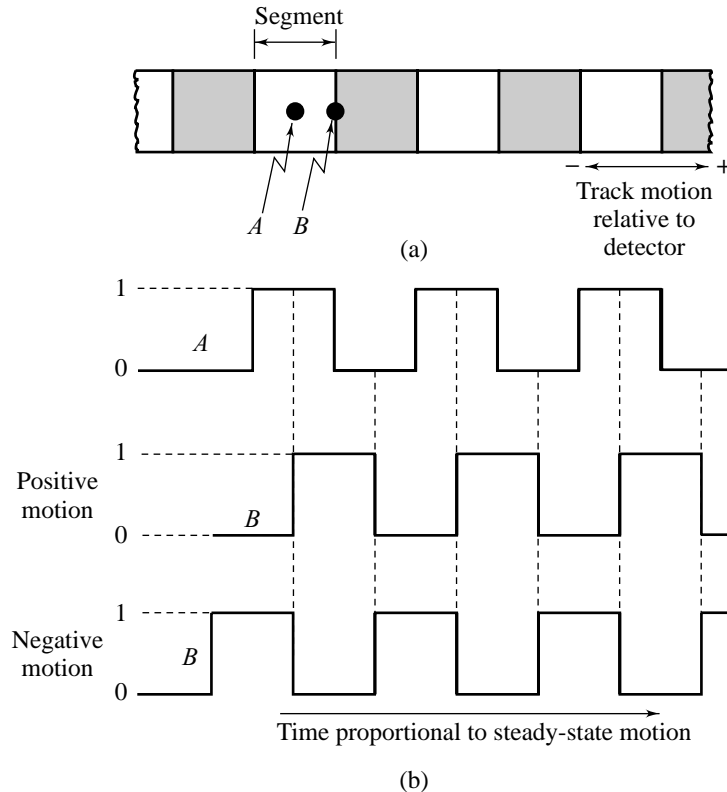 Segment
A
B
− +
Track motion
relative to
detector
(a)
1
A
0
1
Positive
motion
B
0
1
Negative
motion
B
0
Time proportional to steady-state motion
(b)